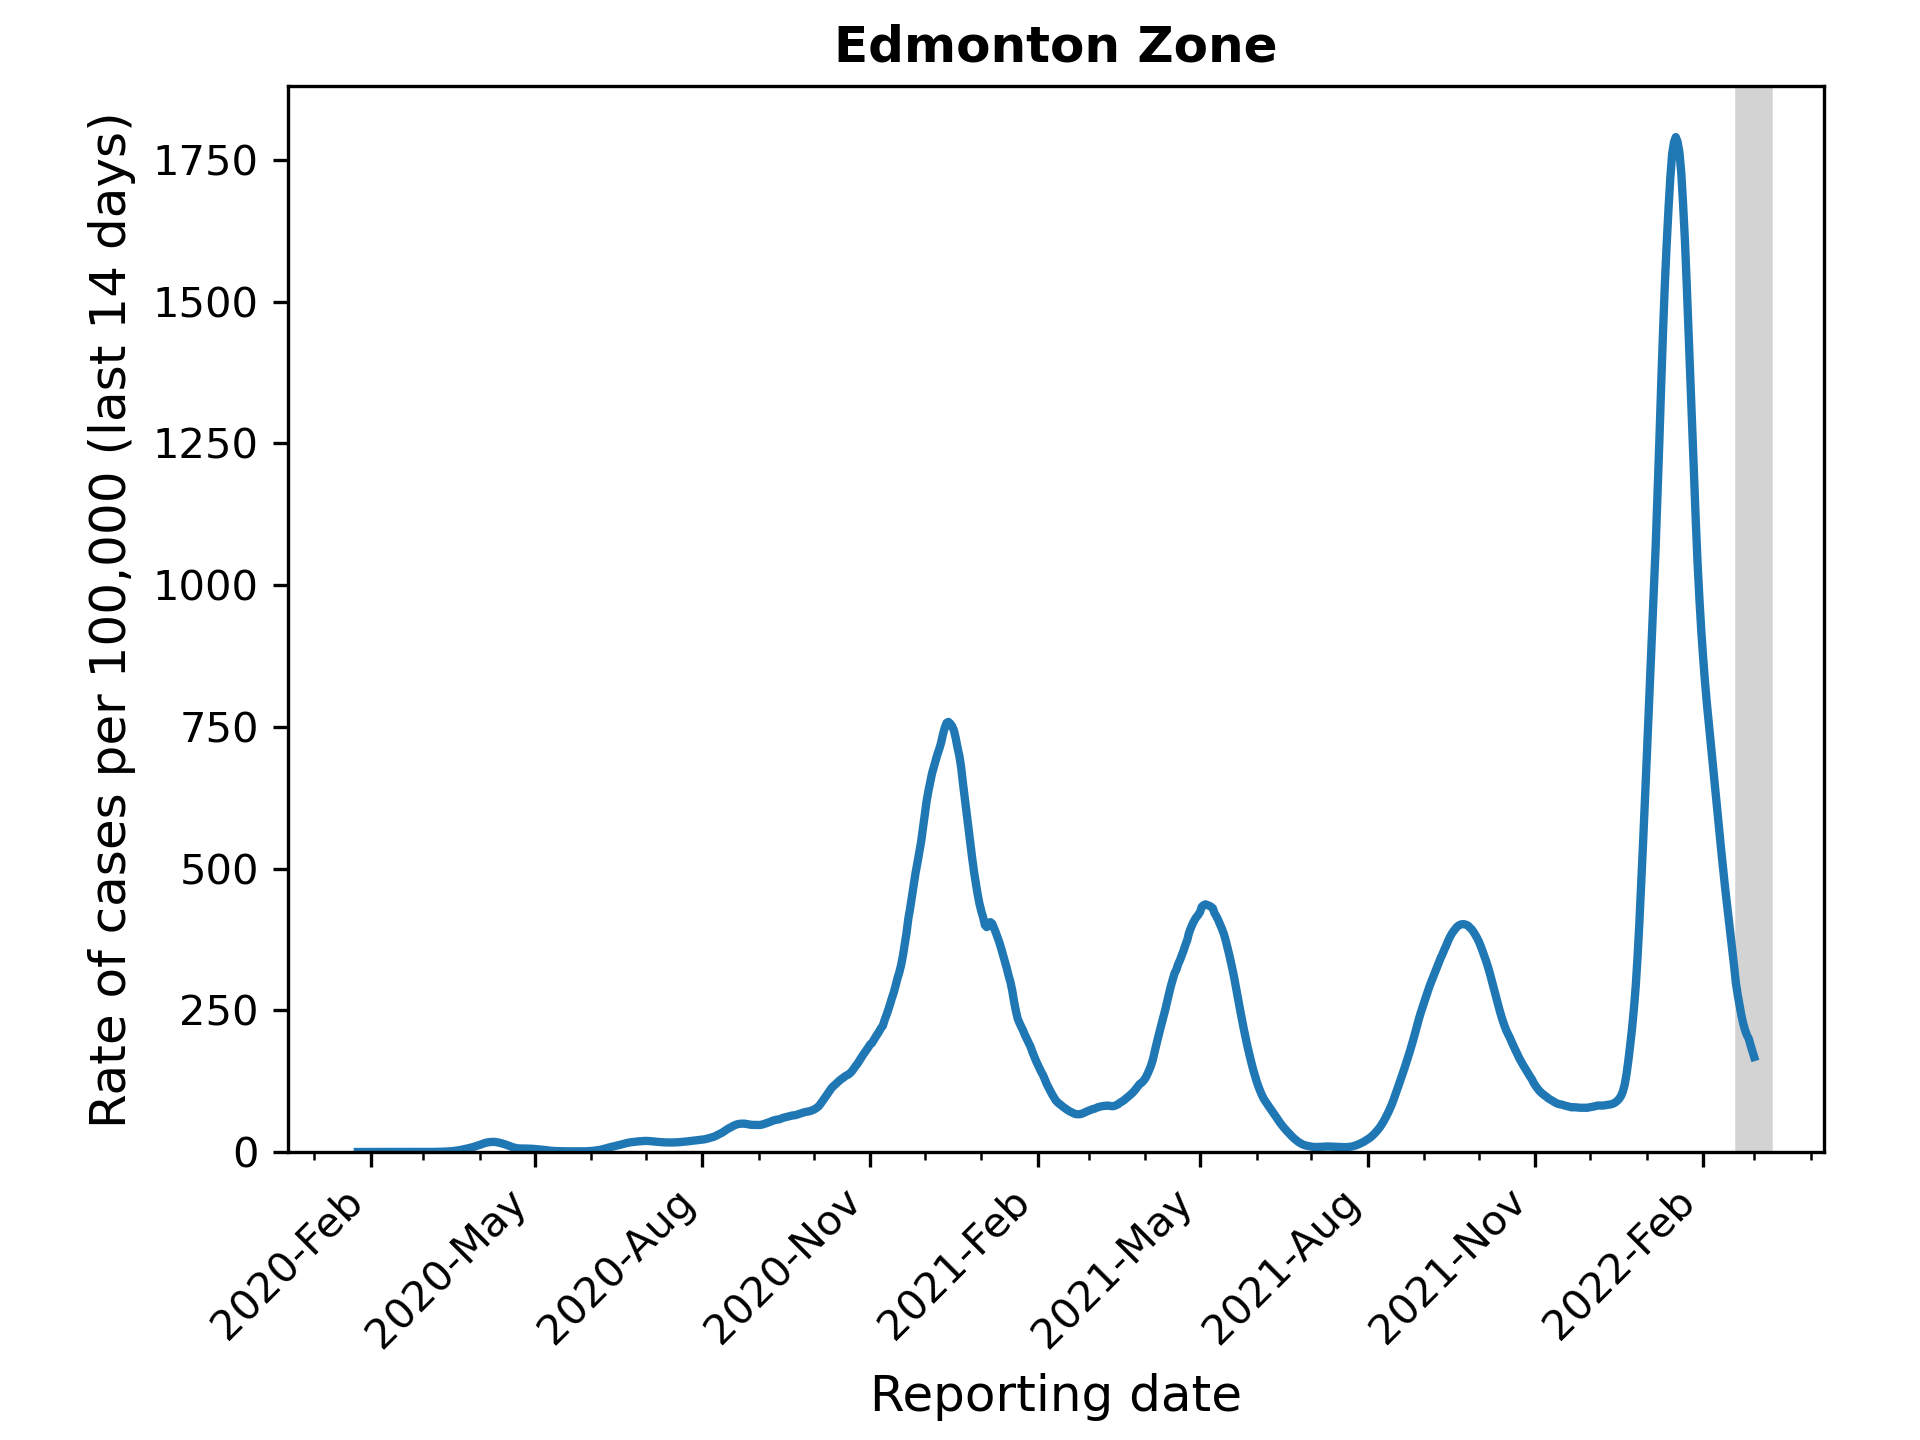 Edmonton Zone
Rate of cases per 100,000 (last 14 days)
1750
1500
1250
1000
750
500
250
0
2020-Feb
2020-May
2020-Aug
2020-Nov
2021-Feb
2021-May
2021-Aug
2021-Nov
2022-Feb
Reporting date